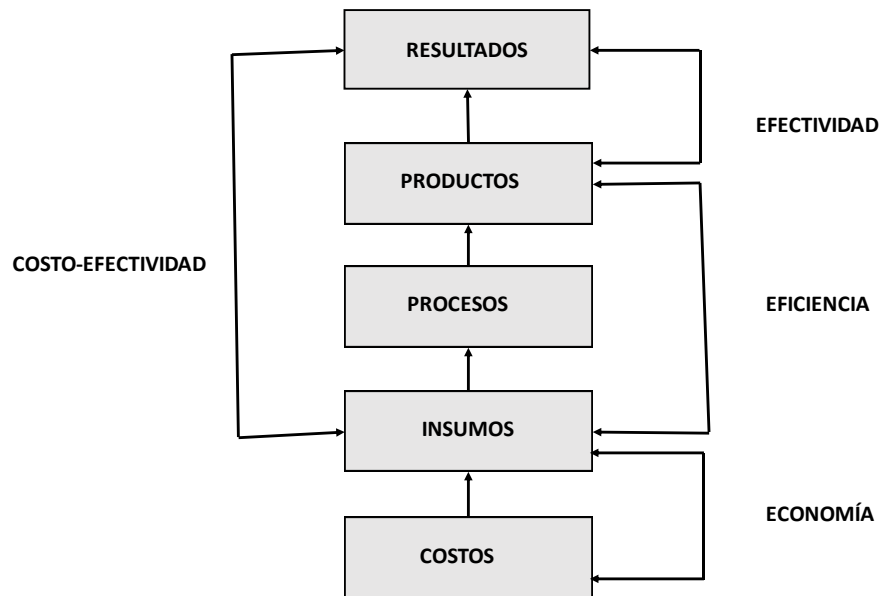 RESULTADOS
EFECTIVIDAD
PRODUCTOS
COSTO-EFECTIVIDAD
PROCESOS
EFICIENCIA
INSUMOS
ECONOMÍA
COSTOS